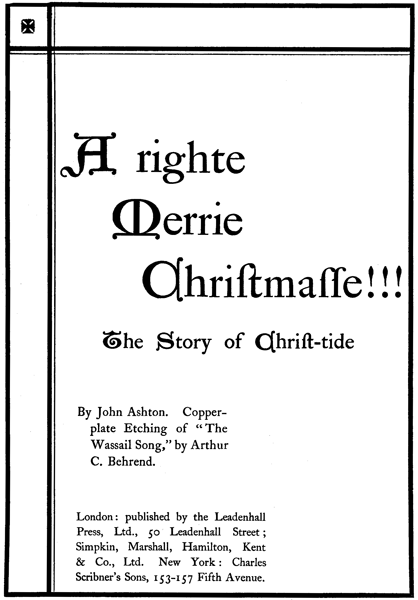 A righte
Merrie
Chriſtmaſſe!!!
The Story of Chriſt-tide
By John Ashton. Copper-
plate Etching of “The
Wassail Song,” by Arthur
C. Behrend.
London: published by the Leadenhall
Press, Ltd., 50 Leadenhall Street;
Simpkin, Marshall, Hamilton, Kent
& Co., Ltd. New York: Charles
Scribner's Sons, 153-157 Fifth Avenue.